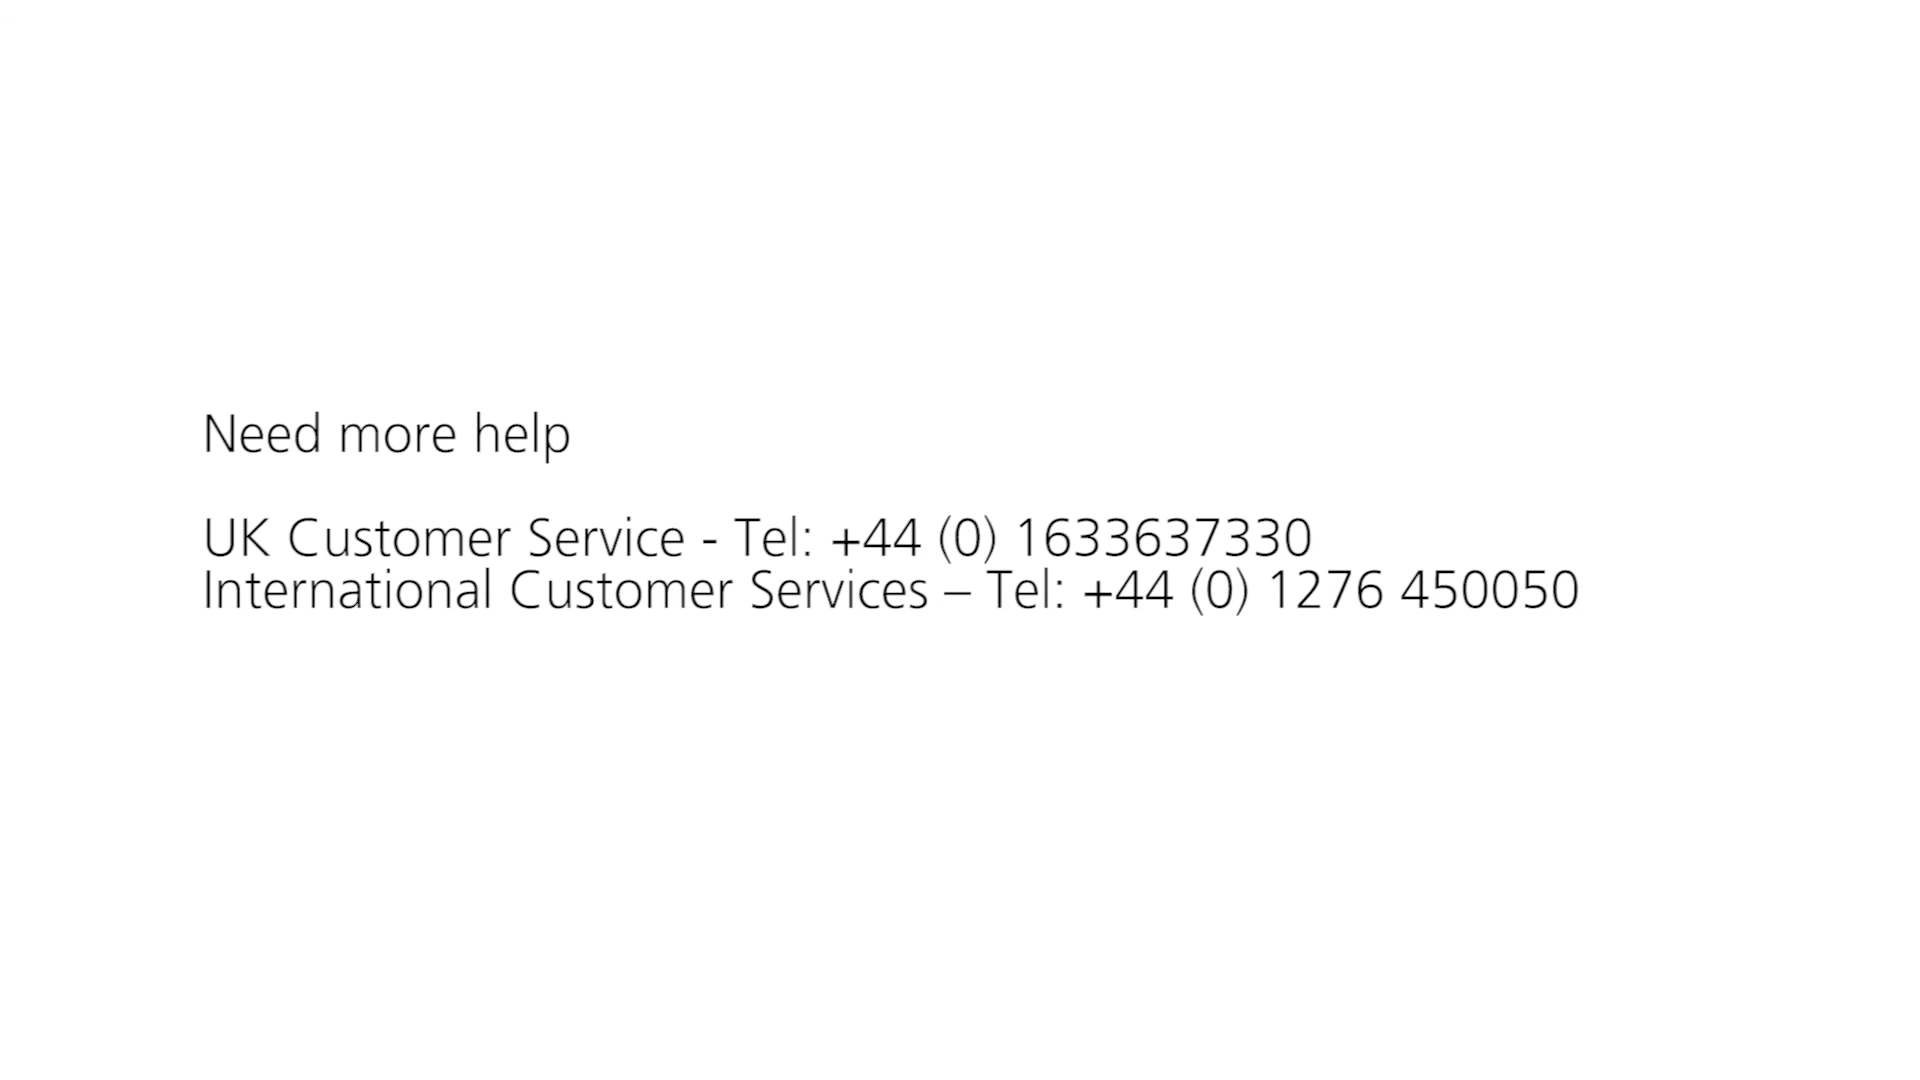 Need more help
UK Customer Service - Tel: +44 (0) 1633637330
International Customer Services – Tel: +44 (0) 1276 450050